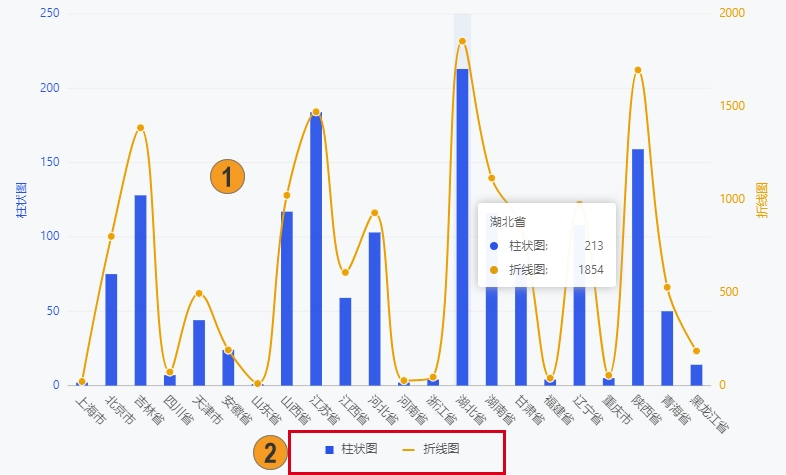 250
200
150
100
50
0
柱状图
2000
1500
1000
500
0
折线图
1
湖北省
柱状图: 213
折线图: 1854
上海市
北京市
吉林省
四川省
天津市
安徽省
山东省
山西省
江苏省
江西省
河北省
河南省
浙江省
湖北省
湖南省
甘肃省
福建省
辽宁省
重庆市
陕西省
青海省
黑龙江省
2
柱状图 折线图